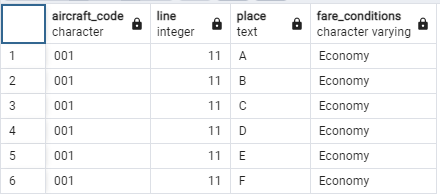 aircraft_code line place fare_conditions
character integer text character varying
1 001 11 A Economy
2 001 11 B Economy
3 001 11 C Economy
4 001 11 D Economy
5 001 11 E Economy
6 001 11 F Economy